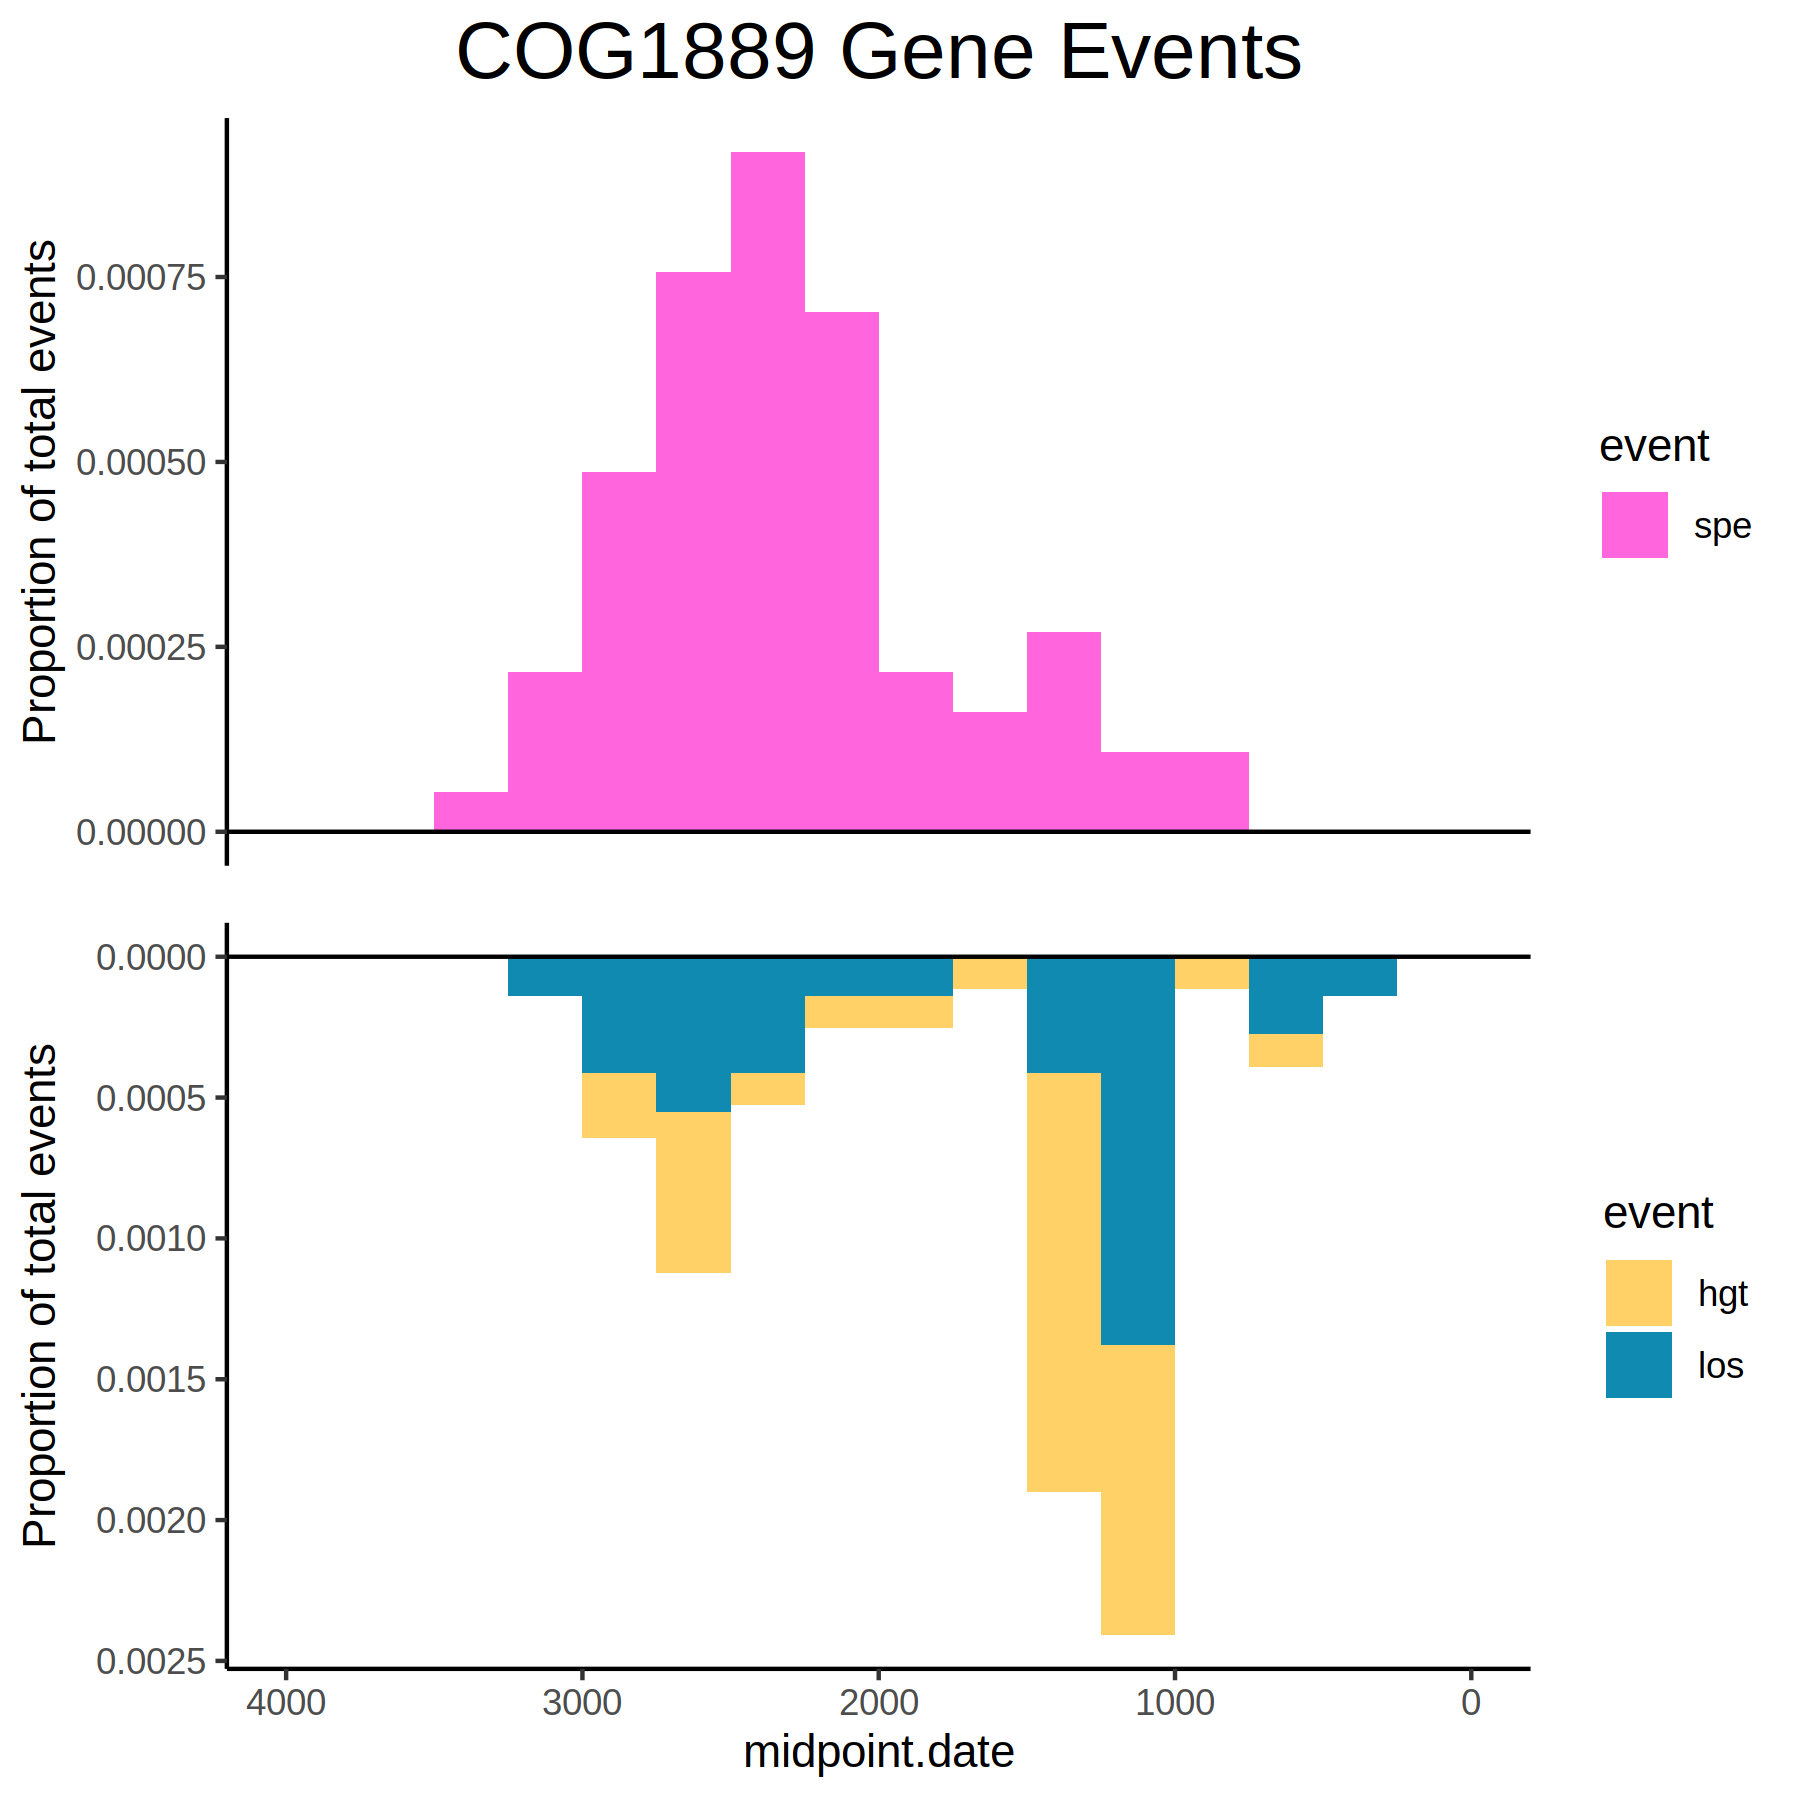 COG1889 Gene Events
Proportion of total events
0.00075
0.00050
0.00025
0.00000
event
spe
Proportion of total events
0.0000
0.0005
0.0010
0.0015
0.0020
0.0025
event
hgt
los
4000 3000 2000 1000 0
midpoint.date